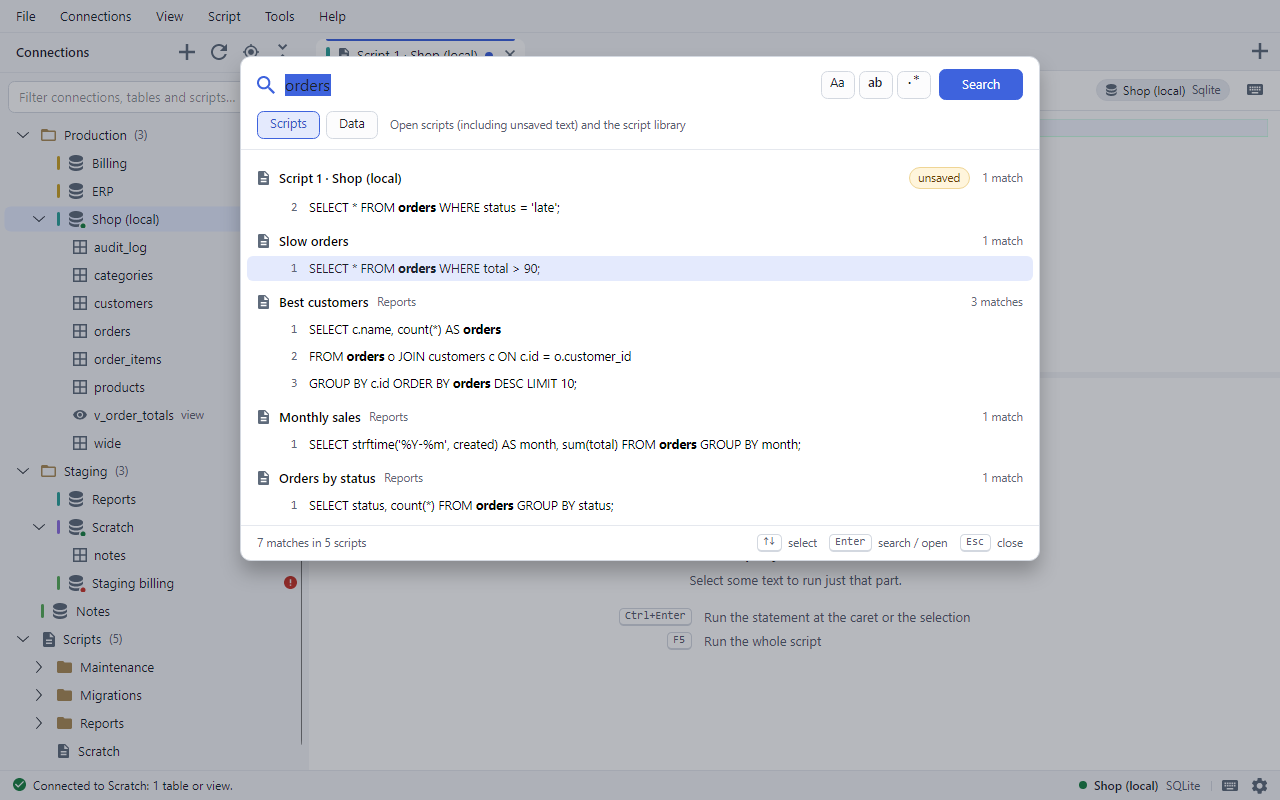 File Connections View Script Tools Help
Connections
Script 1 · Shop (local)
Filter connections, tables and scripts...
Shop (local) Sqlite
orders
Aa ab .* Search
Scripts Data Open scripts (including unsaved text) and the script library
Script 1 · Shop (local) unsaved 1 match
2 SELECT * FROM orders WHERE status = 'late';
Slow orders 1 match
1 SELECT * FROM orders WHERE total > 90;
Best customers Reports 3 matches
1 SELECT c.name, count(*) AS orders
2 FROM orders o JOIN customers c ON c.id = o.customer_id
3 GROUP BY c.id ORDER BY orders DESC LIMIT 10;
Monthly sales Reports 1 match
1 SELECT strftime('%Y-%m', created) AS month, sum(total) FROM orders GROUP BY month;
Orders by status Reports 1 match
1 SELECT status, count(*) FROM orders GROUP BY status;
7 matches in 5 scripts ↑↓ select Enter search / open Esc close
Production (3)
Billing
ERP
Shop (local)
audit_log
categories
customers
orders
order_items
products
v_order_totals view
wide
Staging (3)
Reports
Scratch
notes
Staging billing
Notes
Scripts (5)
Maintenance
Migrations
Reports
Scratch
Select some text to run just that part.
Ctrl+Enter Run the statement at the caret or the selection
F5 Run the whole script
Connected to Scratch: 1 table or view. Shop (local) SQLite